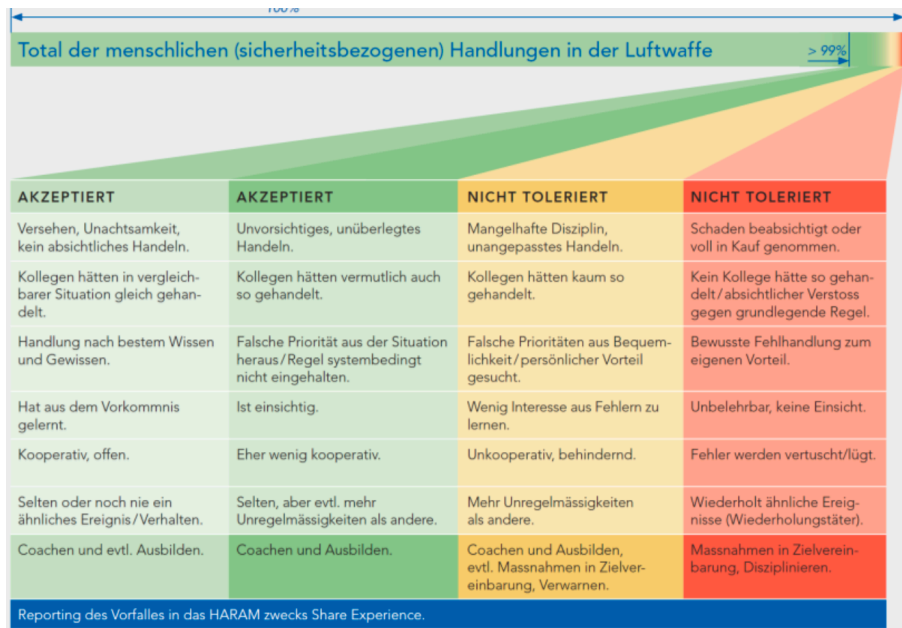 100%
Total der menschlichen (sicherheitsbezogenen) Handlungen in der Luftwaffe
> 99%
AKZEPTIERT
AKZEPTIERT
NICHT TOLERIERT
NICHT TOLERIERT
Versehen, Unachtsamkeit,
kein absichtliches Handeln.
Unvorsichtiges, unüberlegtes
Handeln.
Mangelhafte Disziplin,
unangepasstes Handeln.
Schaden beabsichtigt oder
voll in Kauf genommen.
Kollegen hätten in vergleich-
barer Situation gleich gehan-
delt.
Kollegen hätten vermutlich auch
so gehandelt.
Kollegen hätten kaum so
gehandelt.
Kein Kollege hätte so gehan-
delt/absichtlicher Verstoss
gegen grundlegende Regel.
Handlung nach bestem Wissen
und Gewissen.
Falsche Priorität aus der Situation
heraus/Regel systembedingt
nicht eingehalten.
Falsche Prioritäten aus Bequem-
lichkeit/persönlicher Vorteil
gesucht.
Bewusste Fehlhandlung zum
eigenen Vorteil.
Hat aus dem Vorkommnis
gelernt.
Ist einsichtig.
Wenig Interesse aus Fehlern zu
lernen.
Unbelehrbar, keine Einsicht.
Kooperativ, offen.
Eher wenig kooperativ.
Unkooperativ, behindernd.
Fehler werden vertuscht/lügt.
Selten oder noch nie ein
ähnliches Ereignis/Verhalten.
Selten, aber evtl. mehr
Unregelmässigkeiten als andere.
Mehr Unregelmässigkeiten
als andere.
Wiederholt ähnliche Ereig-
nisse (Wiederholungstäter).
Coachen und evtl. Ausbilden.
Coachen und Ausbilden.
Coachen und Ausbilden,
evtl. Massnahmen in Zielver-
einbarung, Verwarnen.
Massnahmen in Zielverein-
barung, Disziplinieren.
Reporting des Vorfalles in das HARAM zwecks Share Experience.